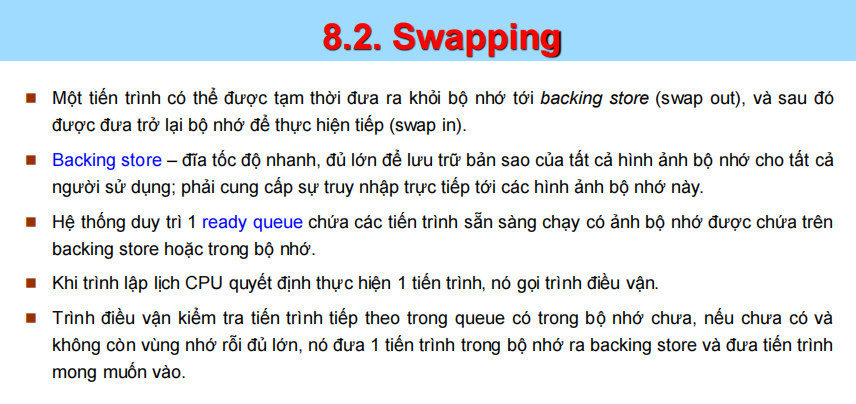 8.2. Swapping
Một tiến trình có thể được tạm thời đưa ra khỏi bộ nhớ tới backing store (swap out), và sau đó
được đưa trở lại bộ nhớ để thực hiện tiếp (swap in).
Backing store – đĩa tốc độ nhanh, đủ lớn để lưu trữ bản sao của tất cả hình ảnh bộ nhớ cho tất cả
người sử dụng; phải cung cấp sự truy nhập trực tiếp tới các hình ảnh bộ nhớ này.
Hệ thống duy trì 1 ready queue chứa các tiến trình sẵn sàng chạy có ảnh bộ nhớ được chứa trên
backing store hoặc trong bộ nhớ.
Khi trình lập lịch CPU quyết định thực hiện 1 tiến trình, nó gọi trình điều vận.
Trình điều vận kiểm tra tiến trình tiếp theo trong queue có trong bộ nhớ chưa, nếu chưa có và
không còn vùng nhớ rỗi đủ lớn, nó đưa 1 tiến trình trong bộ nhớ ra backing store và đưa tiến trình
mong muốn vào.